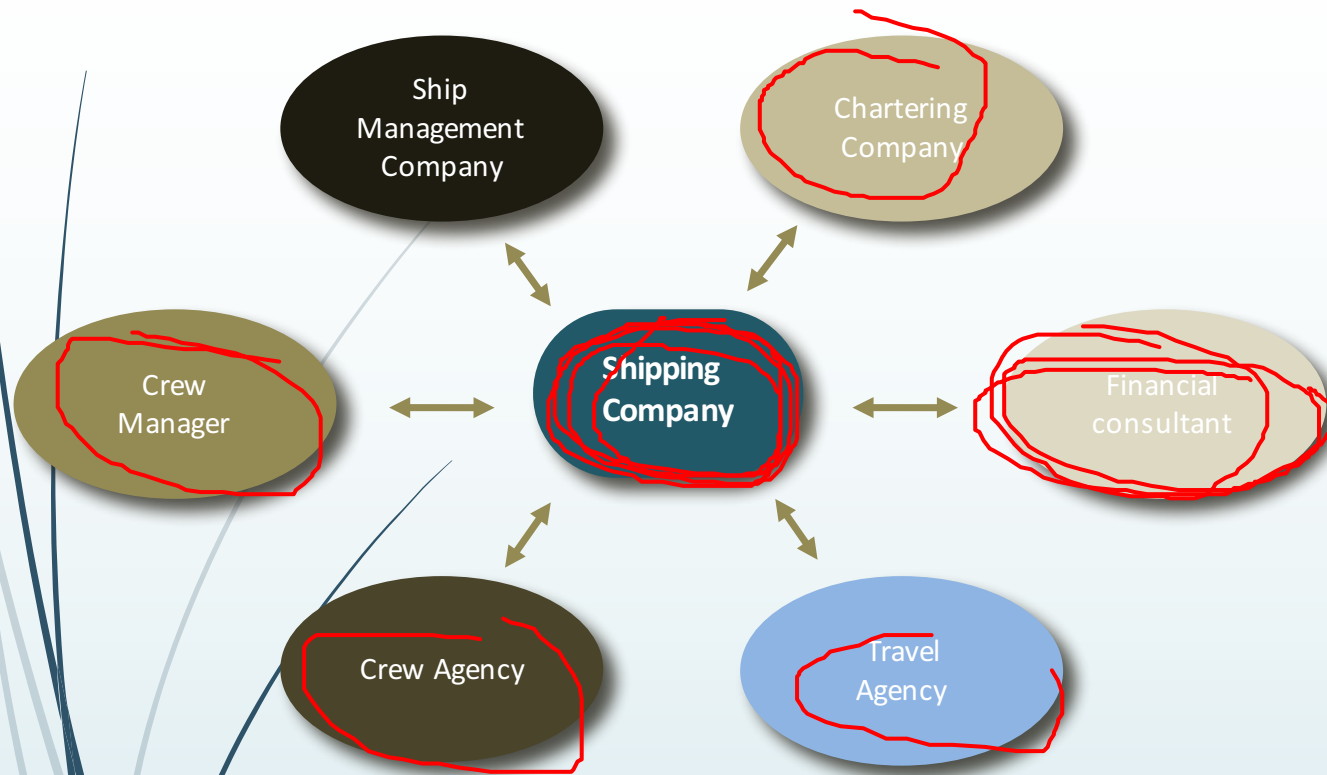 Ship
Management
Company
Chartering
Company
Crew
Manager
Shipping
Company
Financial
consultant
Crew Agency
Travel
Agency